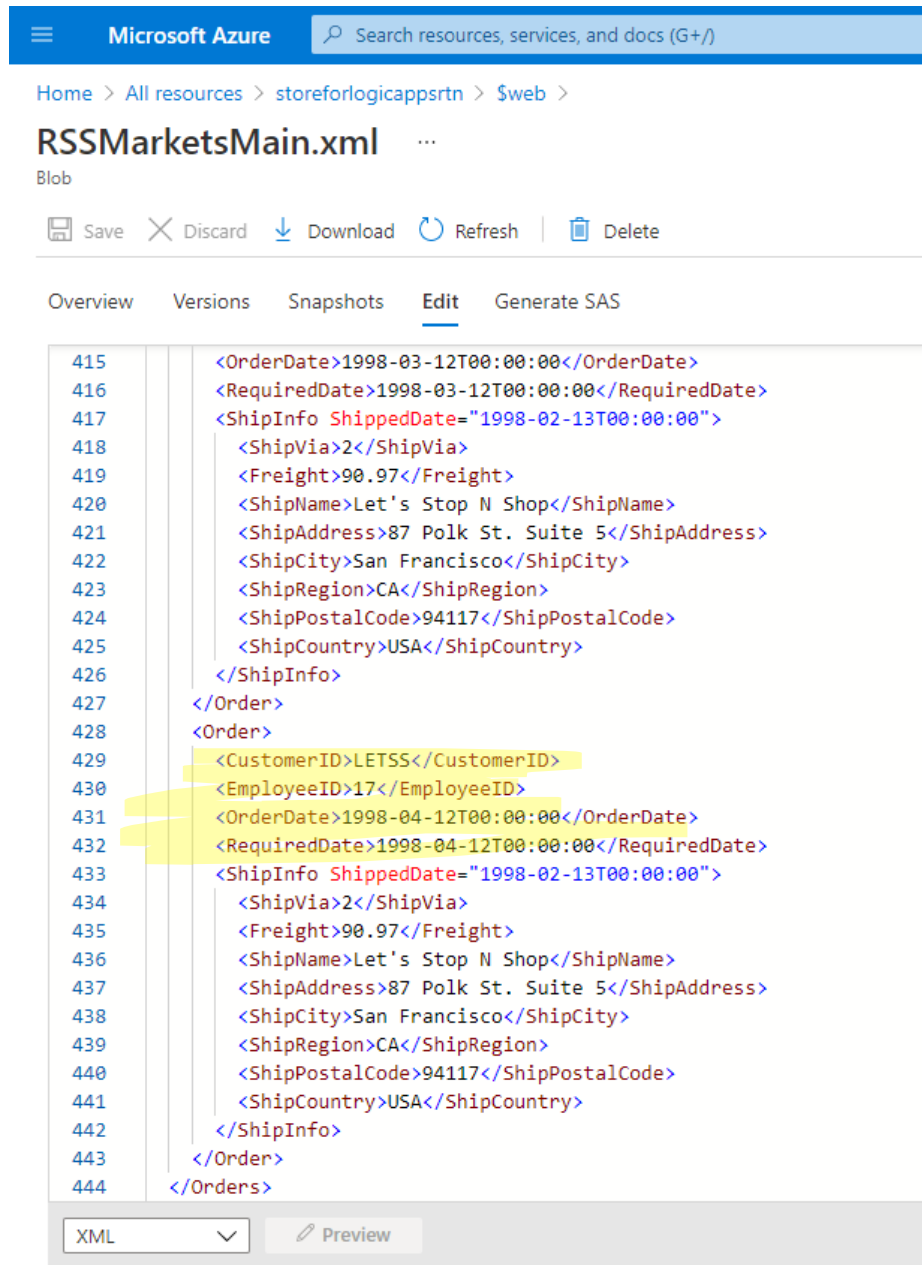 Microsoft Azure
Search resources, services, and docs (G+/)
Home > All resources > storeforlogicappsrtn > $web >
RSSMarketsMain.xml ...
Blob
Save Discard Download Refresh Delete
Overview Versions Snapshots Edit Generate SAS
415 <OrderDate>1998-03-12T00:00:00</OrderDate>
416 <RequiredDate>1998-03-12T00:00:00</RequiredDate>
417 <ShipInfo ShippedDate="1998-02-13T00:00:00">
418 <ShipVia>2</ShipVia>
419 <Freight>90.97</Freight>
420 <ShipName>Let's Stop N Shop</ShipName>
421 <ShipAddress>87 Polk St. Suite 5</ShipAddress>
422 <ShipCity>San Francisco</ShipCity>
423 <ShipRegion>CA</ShipRegion>
424 <ShipPostalCode>94117</ShipPostalCode>
425 <ShipCountry>USA</ShipCountry>
426 </ShipInfo>
427 </Order>
428 <Order>
429 <CustomerID>LETSS</CustomerID>
430 <EmployeeID>17</EmployeeID>
431 <OrderDate>1998-04-12T00:00:00</OrderDate>
432 <RequiredDate>1998-04-12T00:00:00</RequiredDate>
433 <ShipInfo ShippedDate="1998-02-13T00:00:00">
434 <ShipVia>2</ShipVia>
435 <Freight>90.97</Freight>
436 <ShipName>Let's Stop N Shop</ShipName>
437 <ShipAddress>87 Polk St. Suite 5</ShipAddress>
438 <ShipCity>San Francisco</ShipCity>
439 <ShipRegion>CA</ShipRegion>
440 <ShipPostalCode>94117</ShipPostalCode>
441 <ShipCountry>USA</ShipCountry>
442 </ShipInfo>
443 </Order>
444 </Orders>
XML Preview